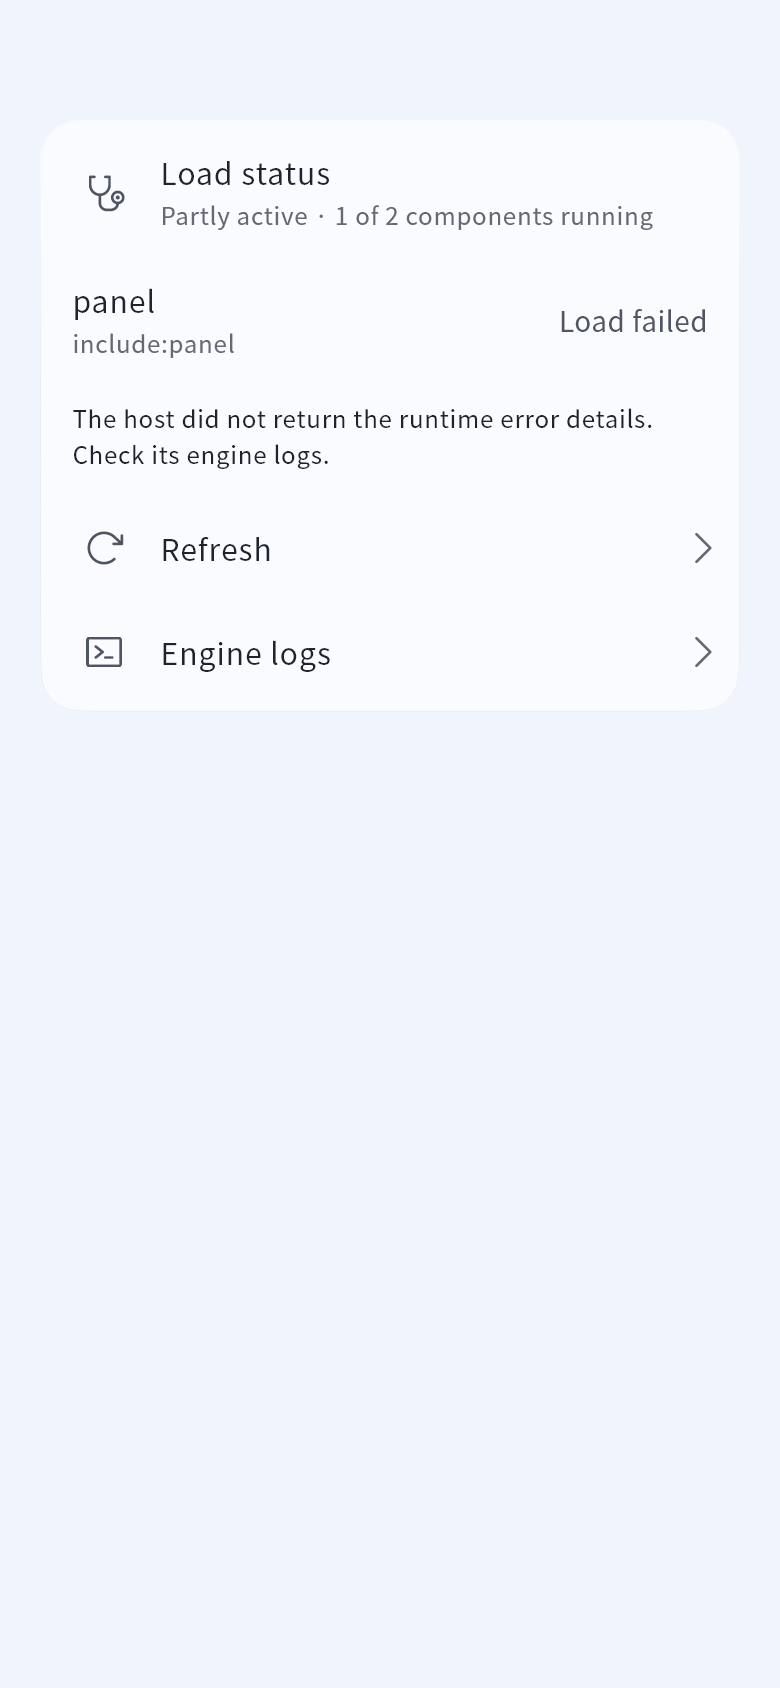 Load status
Partly active · 1 of 2 components running
panel
include:panel
Load failed
The host did not return the runtime error details.
Check its engine logs.
Refresh
Engine logs